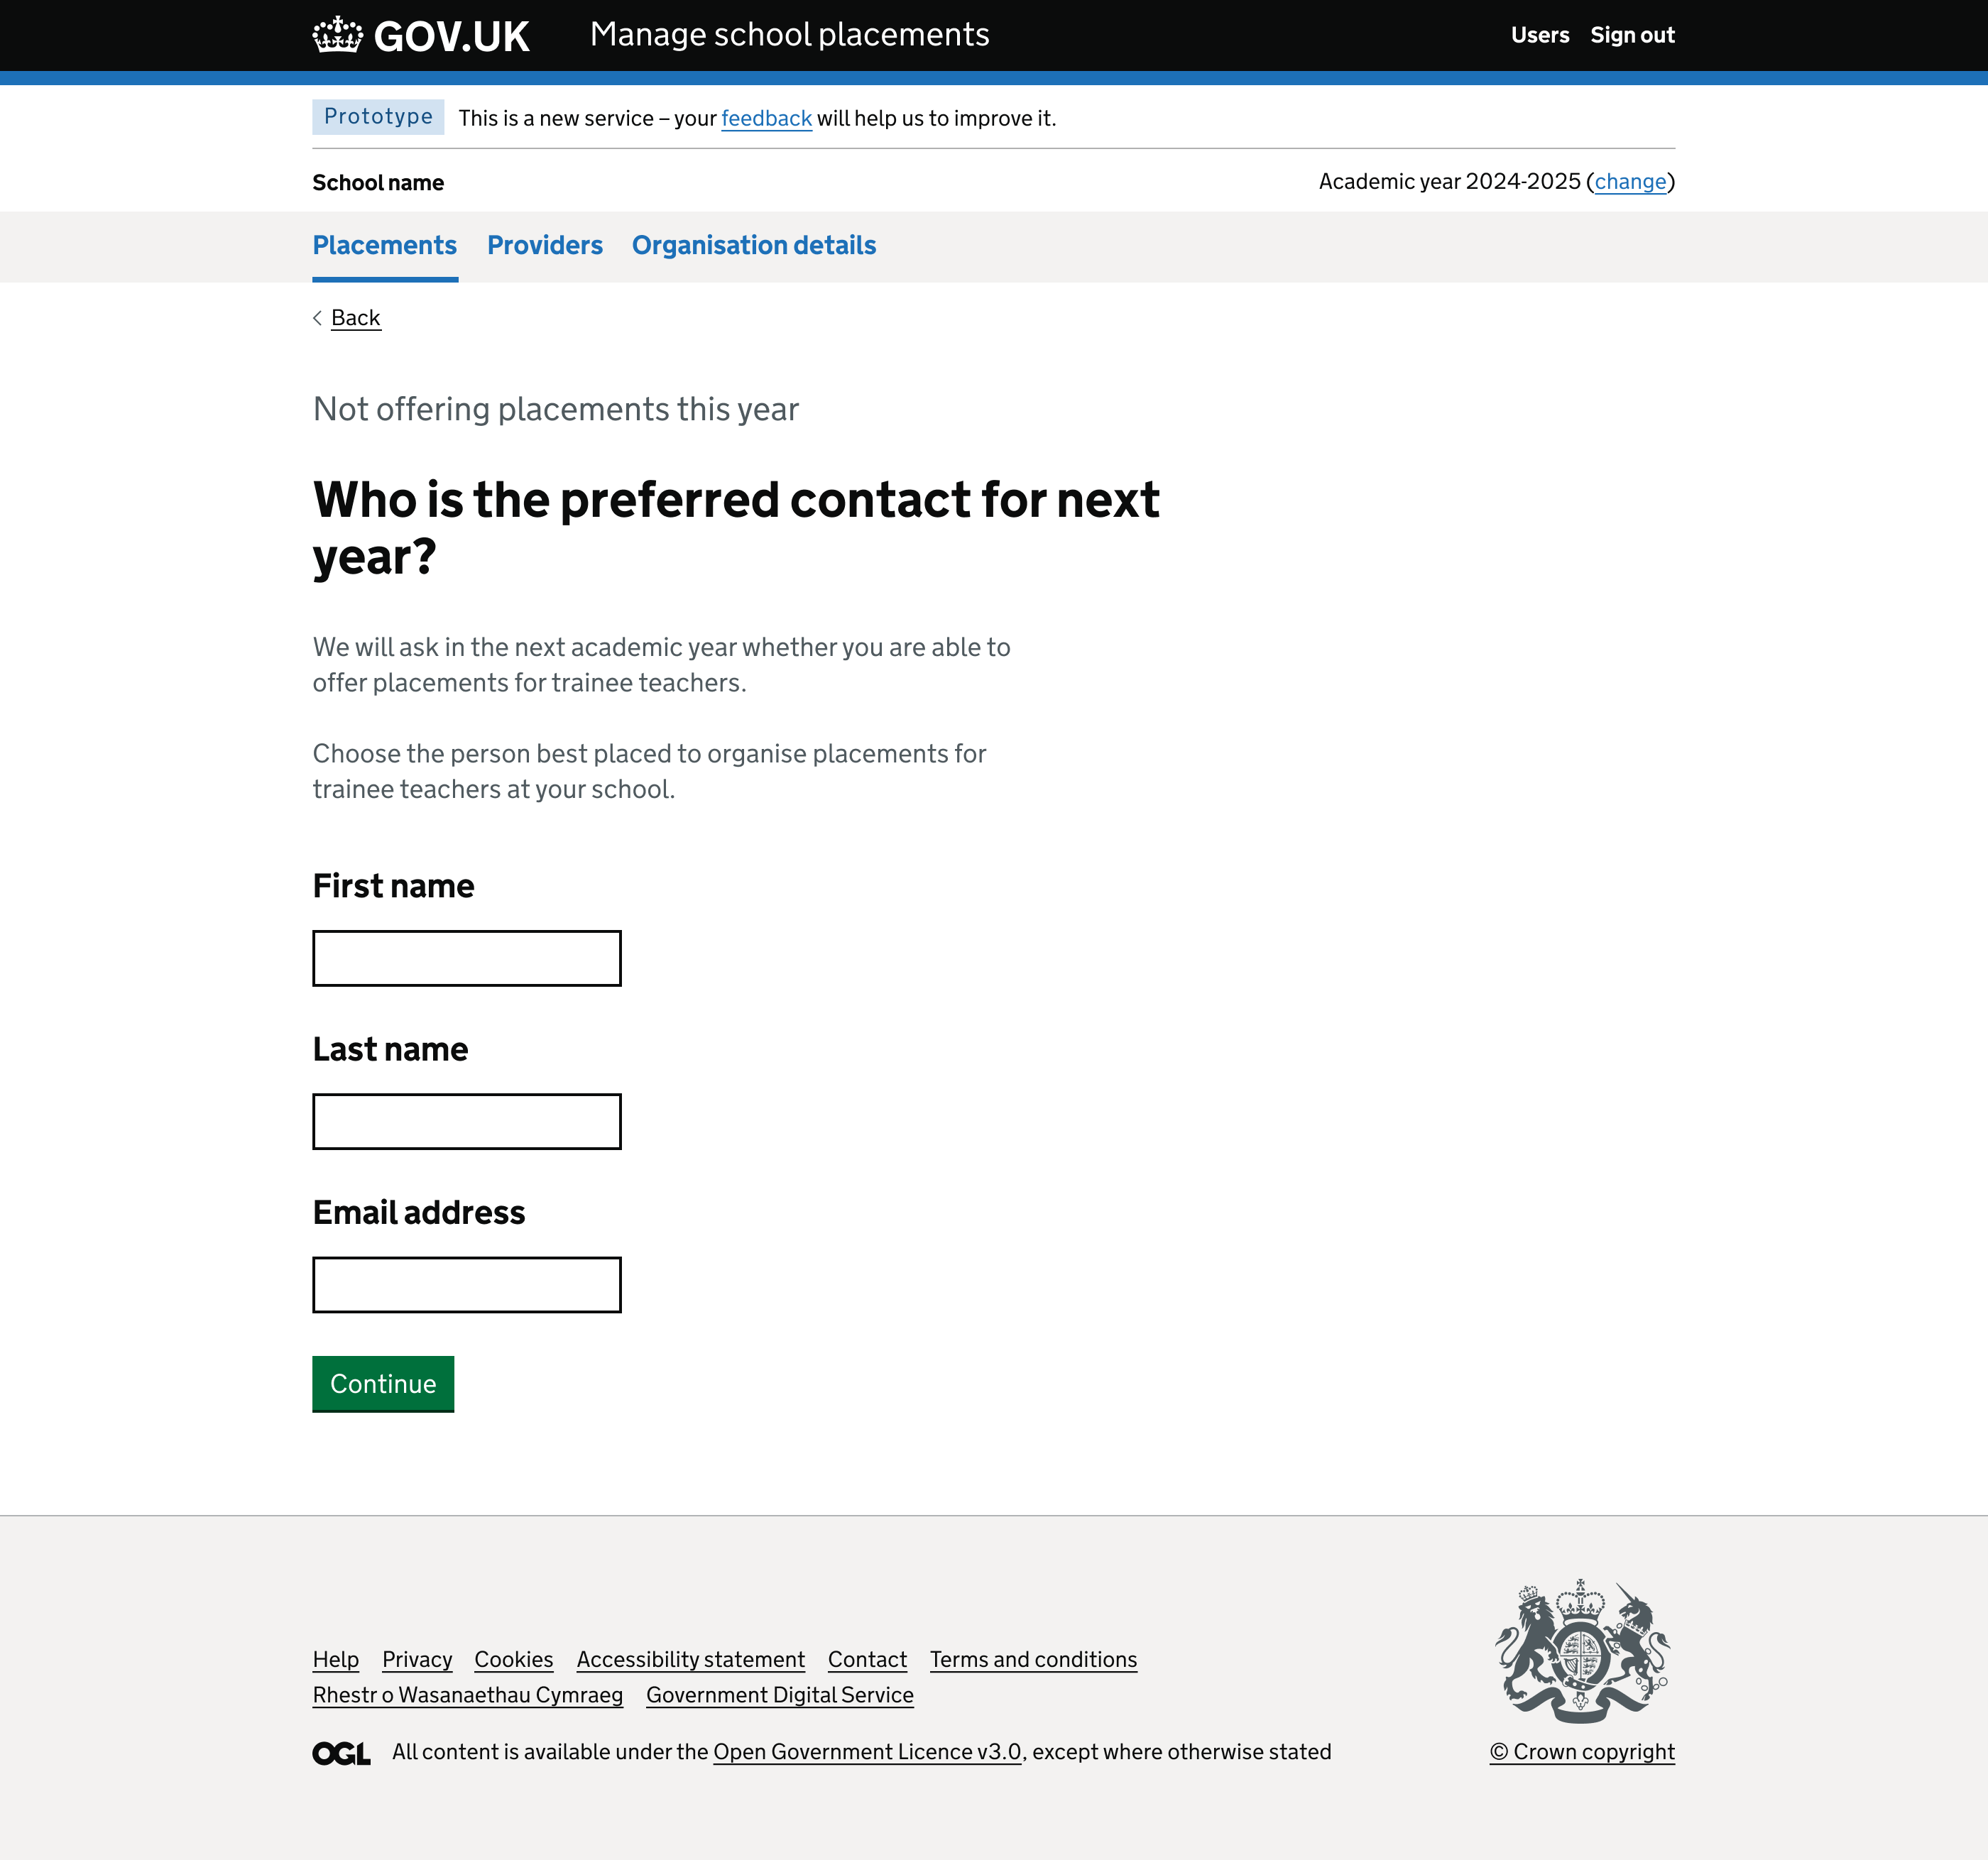 GOV.UK Manage school placements Users Sign out
Prototype This is a new service – your feedback will help us to improve it.
School name Academic year 2024-2025 (change)
Placements Providers Organisation details
Back
Not offering placements this year
Who is the preferred contact for next
year?
We will ask in the next academic year whether you are able to
offer placements for trainee teachers.
Choose the person best placed to organise placements for
trainee teachers at your school.
First name
Last name
Email address
Continue
Help Privacy Cookies Accessibility statement Contact Terms and conditions
Rhestr o Wasanaethau Cymraeg Government Digital Service
OGL All content is available under the Open Government Licence v3.0, except where otherwise stated © Crown copyright